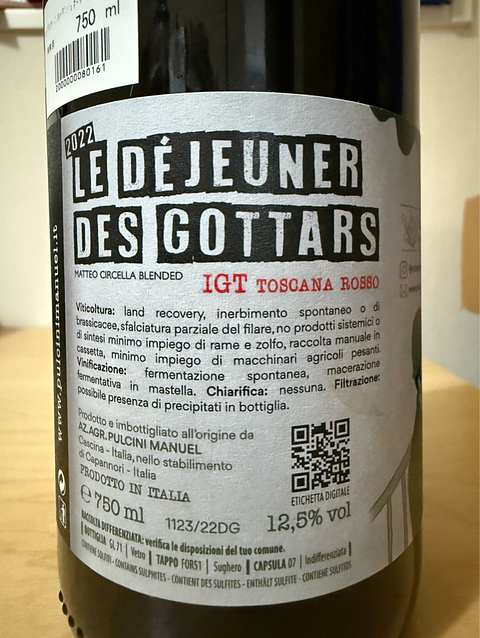 750 ml
2000000080161
2022
LE DÉJEUNER
DES GOTTARS
MATTEO CIRCELLA BLENDED
IGT TOSCANA ROSSO
Viticoltura: land recovery, inerbimento spontaneo o di
brassicacee, sfalciatura parziale del filare, no prodotti sistemici o
di sintesi minimo impiego di rame e zolfo, raccolta manuale in
cassetta, minimo impiego di macchinari agricoli pesanti.
Vinificazione: fermentazione spontanea, macerazione
fermentativa in mastella. Chiarifica: nessuna. Filtrazione:
possibile presenza di precipitati in bottiglia.
Prodotto e imbottigliato all'origine da
AZ.AGR.PULCINI MANUEL
Cascina - Italia, nello stabilimento
di Capannori - Italia
PRODOTTO IN ITALIA
ETICHETTA DIGITALE
e 750 ml 1123/22DG 12,5% vol
RACCOLTA DIFFERENZIATA: verifica le disposizioni del tuo comune.
BOTTIGLIA GL 71 | Vetro | TAPPO FOR51 | Sughero | CAPSULA 07 | Indifferenziata
CONTIENE SOLFITI - CONTAINS SULPHITES - CONTIENT DES SULFITES - ENTHÄLT SULFITE - CONTIENE SULFITOS